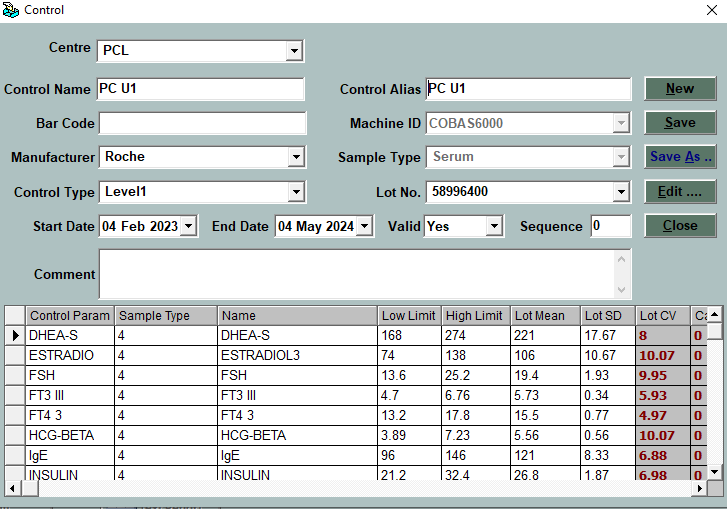 Control
Centre PCL
Control Name PC U1 Control Alias PC U1 New
Bar Code Machine ID COBAS6000 Save
Manufacturer Roche Sample Type Serum Save As ..
Control Type Level1 Lot No. 58996400 Edit ....
Start Date 04 Feb 2023 End Date 04 May 2024 Valid Yes Sequence 0 Close
Comment
Control Param Sample Type Name Low Limit High Limit Lot Mean Lot SD Lot CV Ca
DHEA-S 4 DHEA-S 168 274 221 17.67 8 0
ESTRADIO 4 ESTRADIOL3 74 138 106 10.67 10.07 0
FSH 4 FSH 13.6 25.2 19.4 1.93 9.95 0
FT3 III 4 FT3 III 4.7 6.76 5.73 0.34 5.93 0
FT4 3 4 FT4 3 13.2 17.8 15.5 0.77 4.97 0
HCG-BETA 4 HCG-BETA 3.89 7.23 5.56 0.56 10.07 0
IgE 4 IgE 96 146 121 8.33 6.88 0
INSULIN 4 INSULIN 21.2 32.4 26.8 1.87 6.98 0